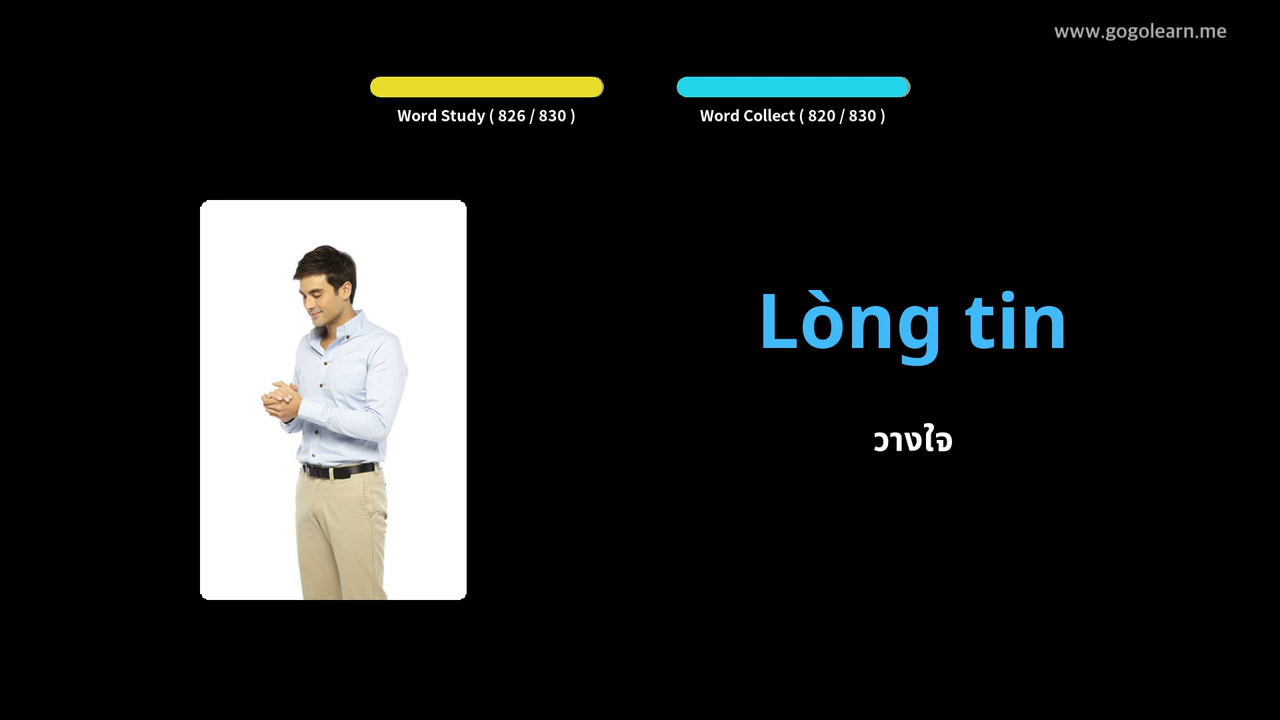 www.gogolearn.me
Word Study ( 826 / 830 )
Word Collect ( 820 / 830 )
Lòng tin
วางใจ